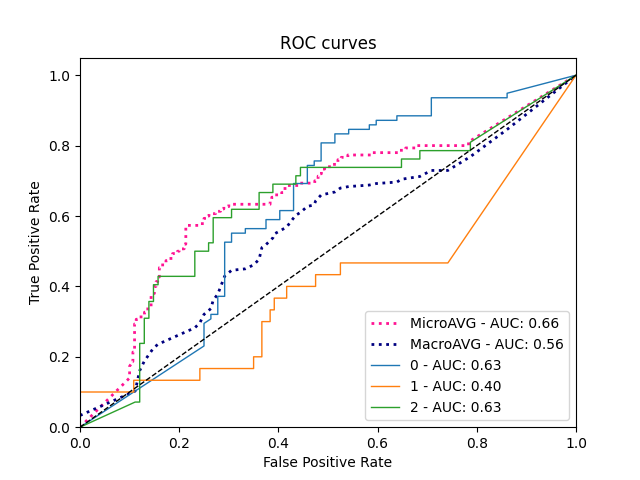 ROC curves
True Positive Rate
1.0
0.8
0.6
0.4
0.2
0.0
MicroAVG - AUC: 0.66
MacroAVG - AUC: 0.56
0 - AUC: 0.63
1 - AUC: 0.40
2 - AUC: 0.63
0.0 0.2 0.4 0.6 0.8 1.0
False Positive Rate